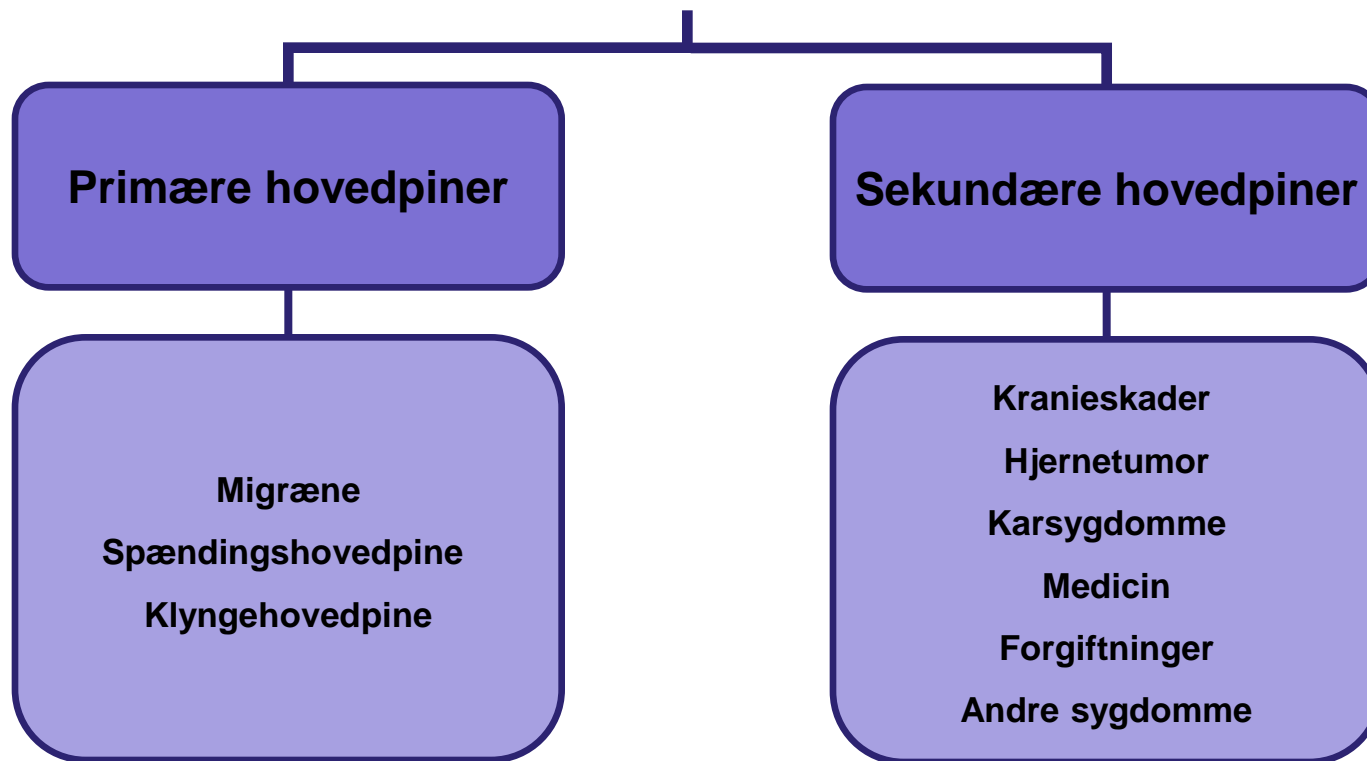 Primære hovedpiner
Sekundære hovedpiner
Migræne
Spændingshovedpine
Klyngehovedpine
Kranieskader
Hjernetumor
Karsygdomme
Medicin
Forgiftninger
Andre sygdomme